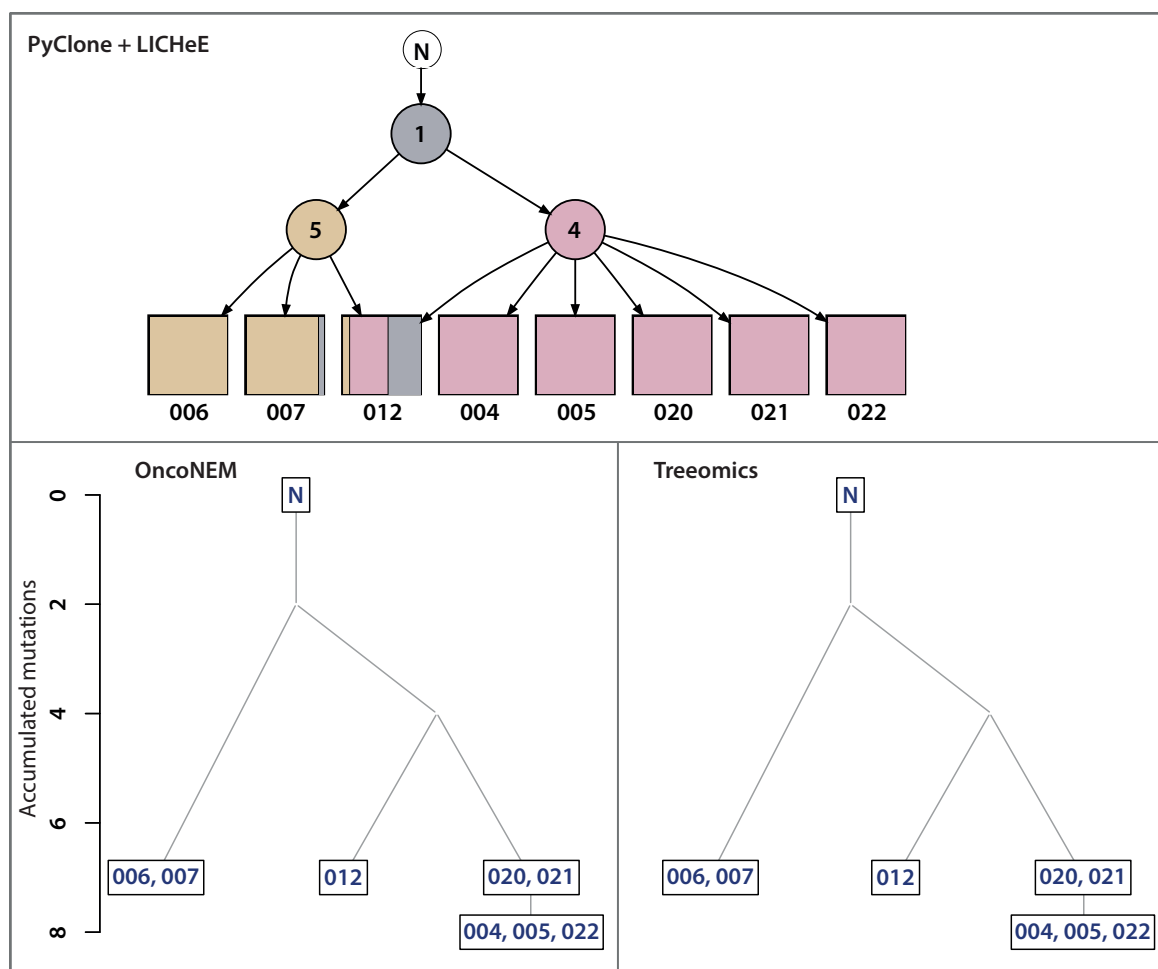 PyClone + LICHeE
N
1
5 4
006 007 012 004 005 020 021 022
OncoNEM
Treeomics
Accumulated mutations
0
2
4
6
8
N
006, 007 012 020, 021
004, 005, 022
N
006, 007 012 020, 021
004, 005, 022